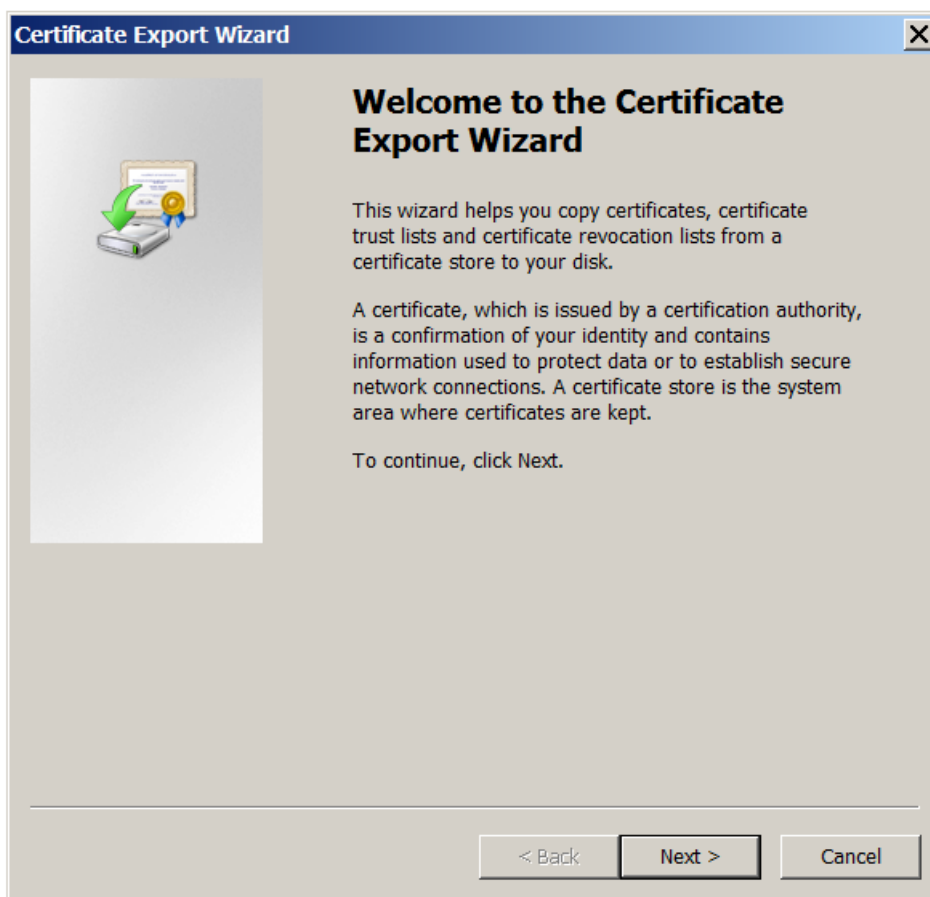 Certificate Export Wizard
Welcome to the Certificate
Export Wizard
This wizard helps you copy certificates, certificate
trust lists and certificate revocation lists from a
certificate store to your disk.
A certificate, which is issued by a certification authority,
is a confirmation of your identity and contains
information used to protect data or to establish secure
network connections. A certificate store is the system
area where certificates are kept.
To continue, click Next.
< Back
Next >
Cancel